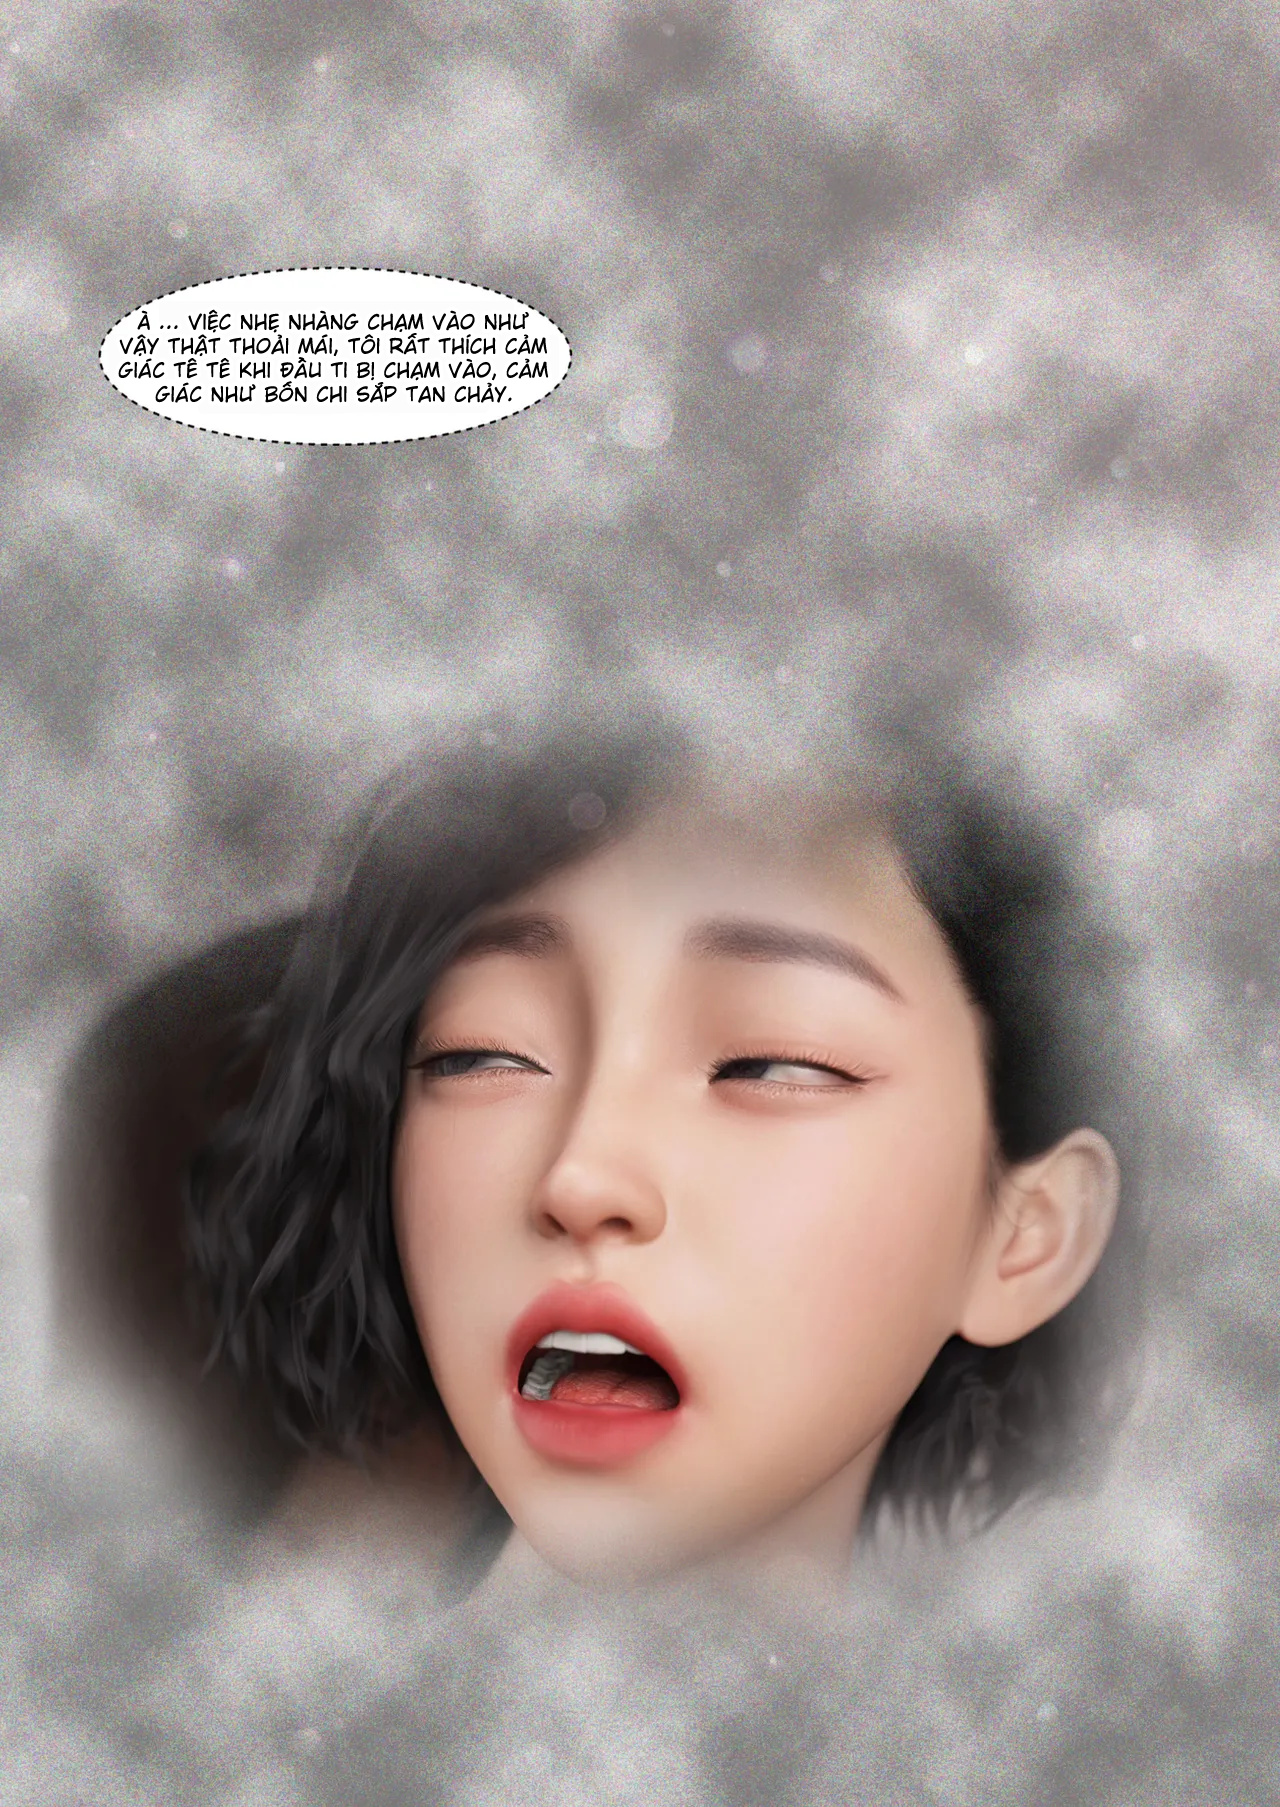 À ... VIỆC NHẸ NHÀNG CHẠM VÀO NHƯ
VẬY THẬT THOẢI MÁI, TÔI RẤT THÍCH CẢM
GIÁC TÊ TÊ KHI ĐẦU TI BỊ CHẠM VÀO, CẢM
GIÁC NHƯ BỐN CHI SẮP TAN CHẢY.